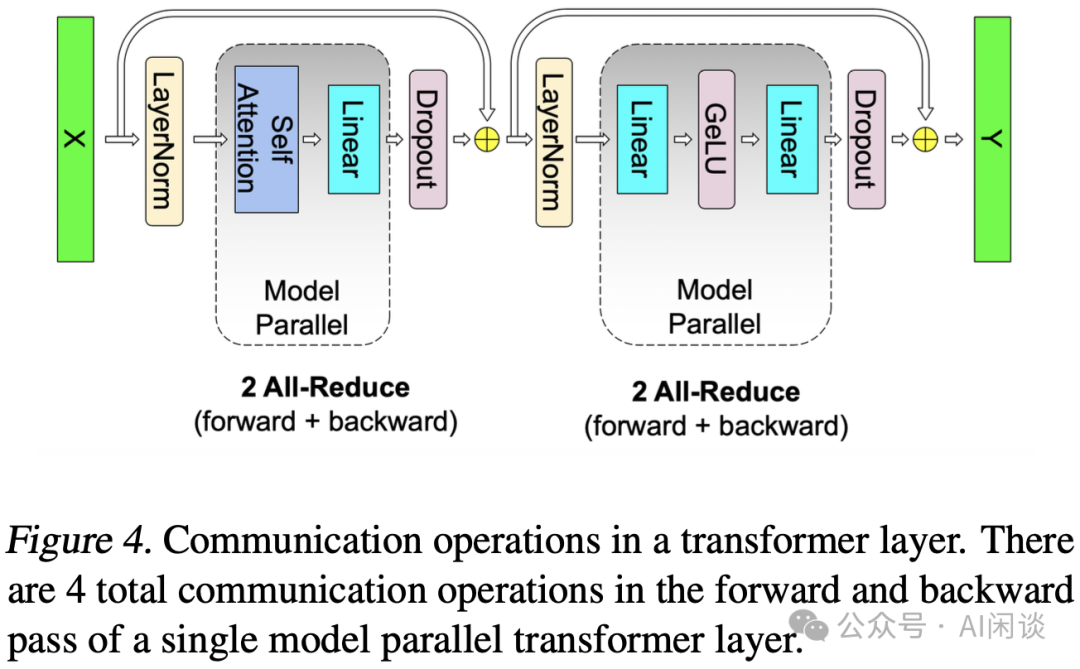 X
LayerNorm
Self
Attention
Linear
Dropout
LayerNorm
Linear
GeLU
Linear
Dropout
Y
Model
Parallel
Model
Parallel
2 All-Reduce
(forward + backward)
2 All-Reduce
(forward + backward)
Figure 4. Communication operations in a transformer layer. There
are 4 total communication operations in the forward and backward
pass of a single model parallel transformer layer.
公众号 · AI闲谈